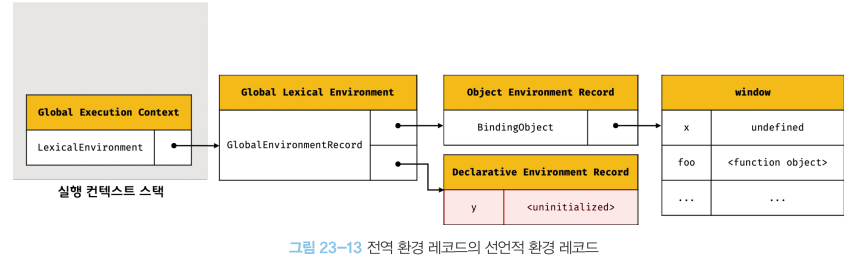 Global Execution Context
LexicalEnvironment
실행 컨텍스트 스택
Global Lexical Environment
GlobalEnvironmentRecord
Object Environment Record
BindingObject
Declarative Environment Record
y <uninitialized>
window
x undefined
foo <function object>
... ...
그림 23-13 전역 환경 레코드의 선언적 환경 레코드